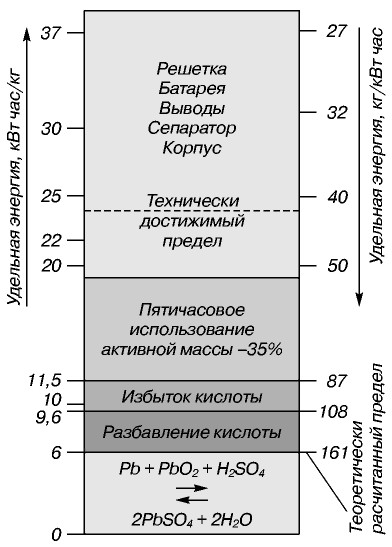 Удельная энергия, кВт час/кг
37
30
25
22
20
11,5
10
9,6
6
0
Решетка
Батарея
Выводы
Сепаратор
Корпус
Технически
достижимый
предел
Пятичасовое
использование
активной массы –35%
Избыток кислоты
Разбавление кислоты
Pb + PbO2 + H2SO4
2PbSO4 + 2H2O
27
32
40
50
87
108
161
Удельная энергия, кг/кВт час
Теоретически
расчитанный предел